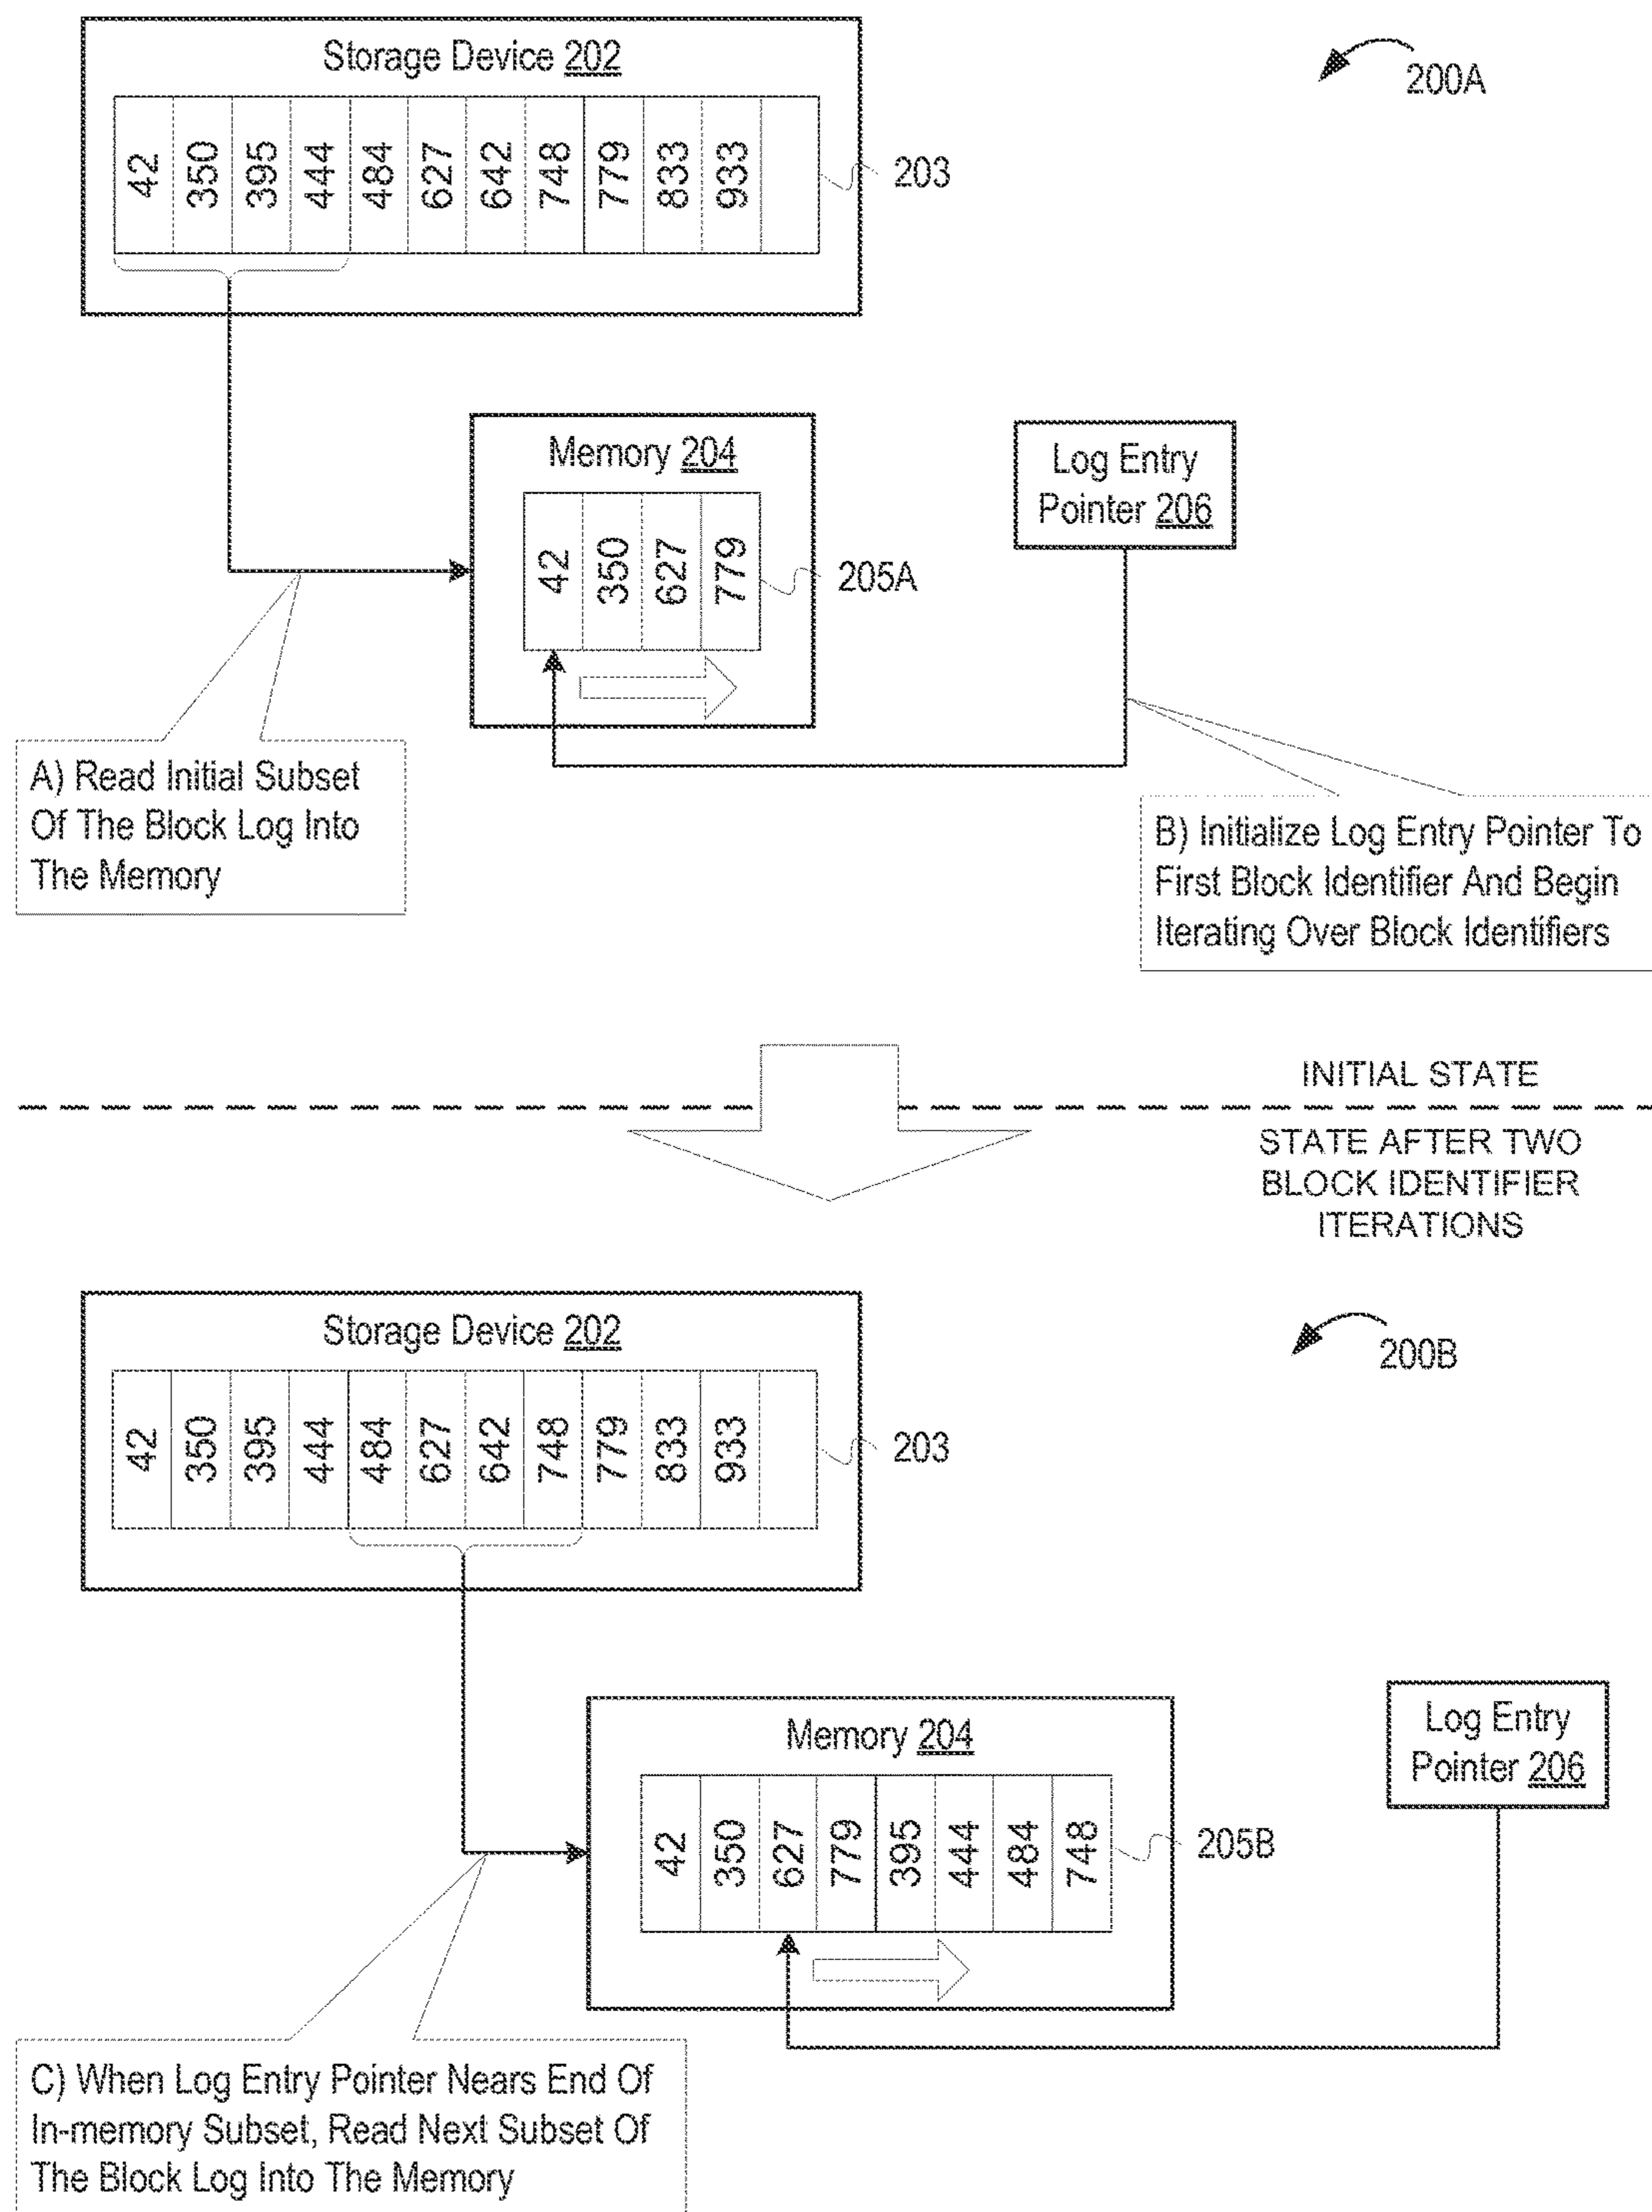 Storage Device 202
200A
42 350 395 444 484 627 642 748 779 833 933
203
Memory 204
42 350 627 779
205A
Log Entry
Pointer 206
A) Read Initial Subset
Of The Block Log Into
The Memory
B) Initialize Log Entry Pointer To
First Block Identifier And Begin
Iterating Over Block Identifiers
INITIAL STATE
STATE AFTER TWO
BLOCK IDENTIFIER
ITERATIONS
Storage Device 202
200B
42 350 395 444 484 627 642 748 779 833 933
203
Memory 204
42 350 627 779 395 444 484 748
205B
Log Entry
Pointer 206
C) When Log Entry Pointer Nears End Of
In-memory Subset, Read Next Subset Of
The Block Log Into The Memory